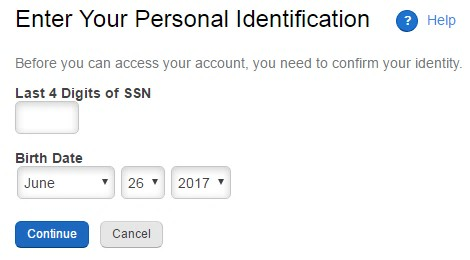 Enter Your Personal Identification ? Help
Before you can access your account, you need to confirm your identity.
Last 4 Digits of SSN
Birth Date
June 26 2017
Continue Cancel